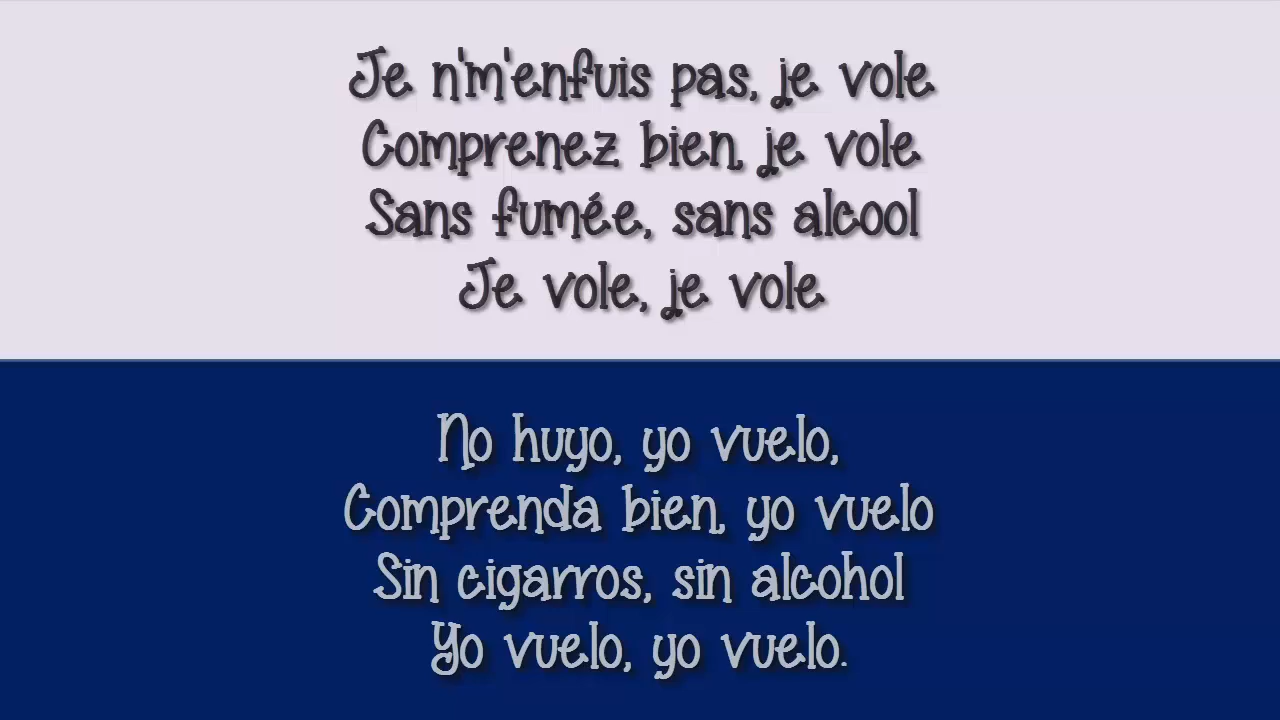 Je n'm'enfuis pas, je vole
Comprenez bien, je vole
Sans fumée, sans alcool
Je vole, je vole
No huyo, yo vuelo,
Comprenda bien, yo vuelo
Sin cigarros, sin alcohol
Yo vuelo, yo vuelo.